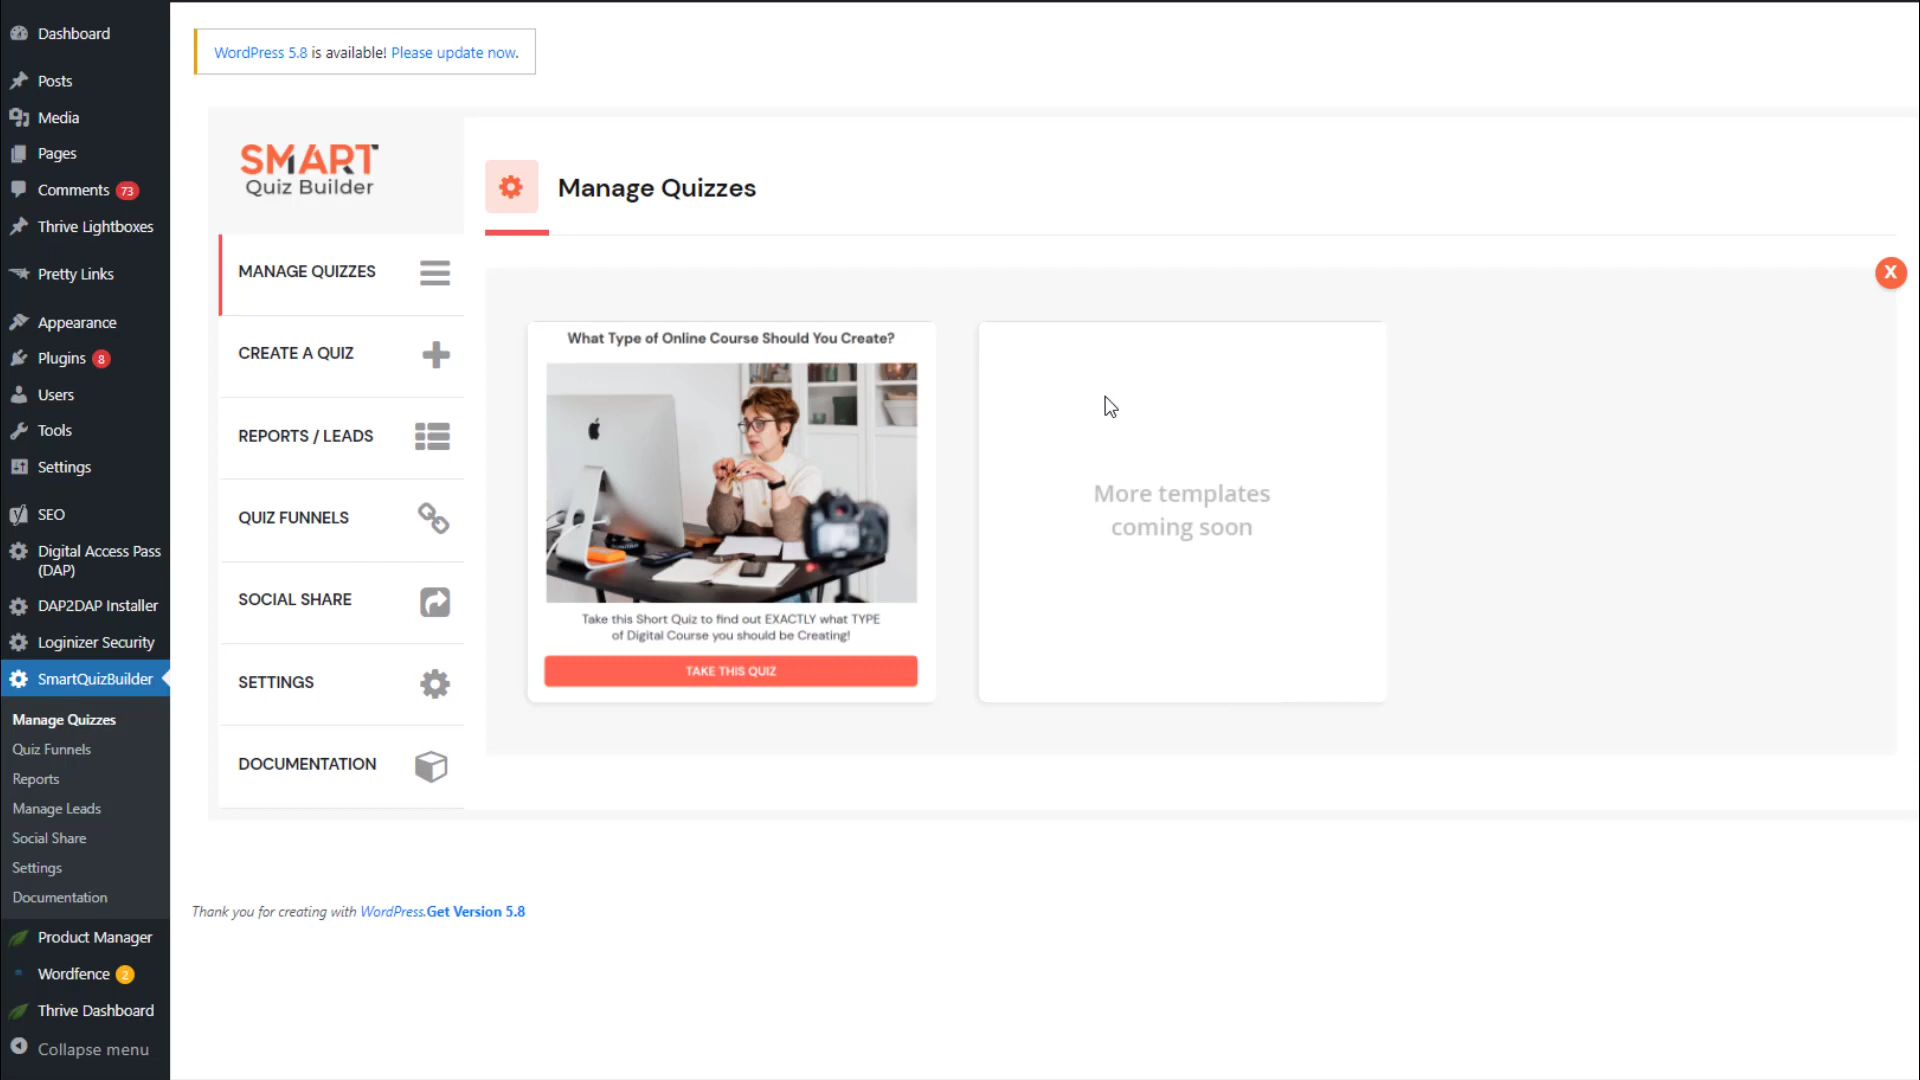 Dashboard
Posts
Media
Pages
Comments 73
Thrive Lightboxes
Pretty Links
Appearance
Plugins 8
Users
Tools
Settings
SEO
Digital Access Pass
(DAP)
DAP2DAP Installer
Loginizer Security
SmartQuizBuilder
Manage Quizzes
Quiz Funnels
Reports
Manage Leads
Social Share
Settings
Documentation
Product Manager
Wordfence 2
Thrive Dashboard
Collapse menu
WordPress 5.8 is available! Please update now.
SMART
Quiz Builder
MANAGE QUIZZES
CREATE A QUIZ
REPORTS / LEADS
QUIZ FUNNELS
SOCIAL SHARE
SETTINGS
DOCUMENTATION
Manage Quizzes
X
What Type of Online Course Should You Create?
Take this Short Quiz to find out EXACTLY what TYPE
of Digital Course you should be Creating!
TAKE THIS QUIZ
More templates
coming soon
Thank you for creating with WordPress.Get Version 5.8